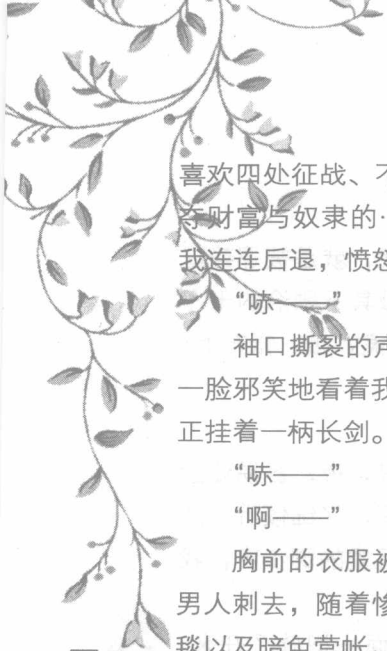 喜欢四处征战、不
夺财富与奴隶的·
我连连后退，愤怒
“哧——”
袖口撕裂的声
一脸邪笑地看着我
正挂着一柄长剑。
“哧——”
“啊——”
胸前的衣服被
男人刺去，随着惨
毯以及暗色营帐